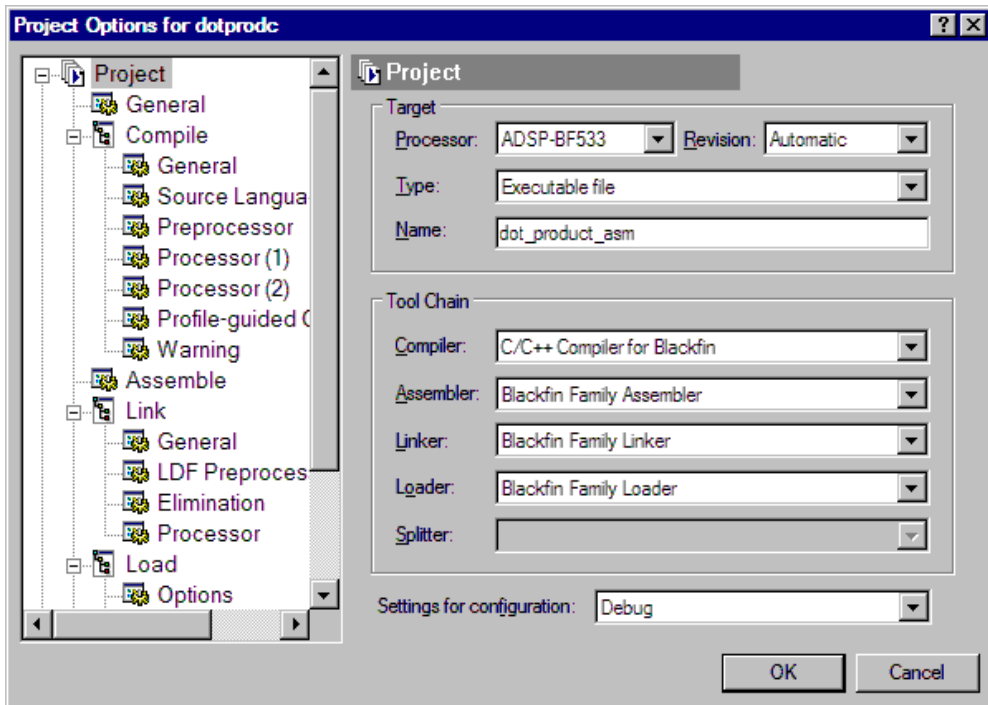 Project Options for dotprodc
Project
General
Compile
General
Source Langua
Preprocessor
Processor (1)
Processor (2)
Profile-guided
Warning
Assemble
Link
General
LDF Preproces
Elimination
Processor
Load
Options
Project
Target
Processor: ADSP-BF533 Revision: Automatic
Type: Executable file
Name: dot_product_asm
Tool Chain
Compiler: C/C++ Compiler for Blackfin
Assembler: Blackfin Family Assembler
Linker: Blackfin Family Linker
Loader: Blackfin Family Loader
Splitter:
Settings for configuration: Debug
OK Cancel